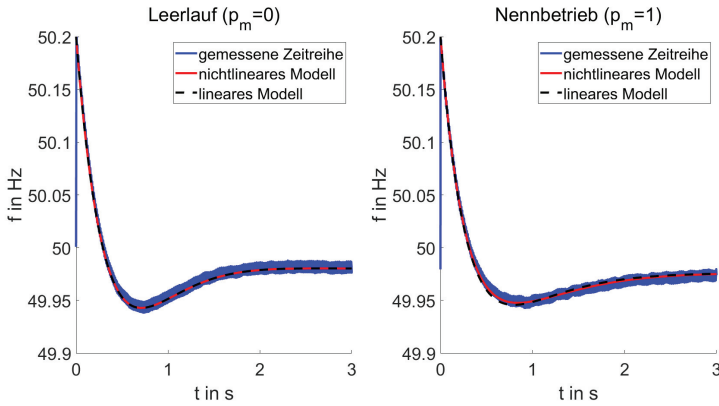 Leerlauf (pm=0)
50.2
50.15
50.1
50.05
50
49.95
49.9
f in Hz
gemessene Zeitreihe
nichtlineares Modell
lineares Modell
0
1
2
3
t in s
Nennbetrieb (pm=1)
50.2
50.15
50.1
50.05
50
49.95
49.9
f in Hz
gemessene Zeitreihe
nichtlineares Modell
lineares Modell
0
1
2
3
t in s